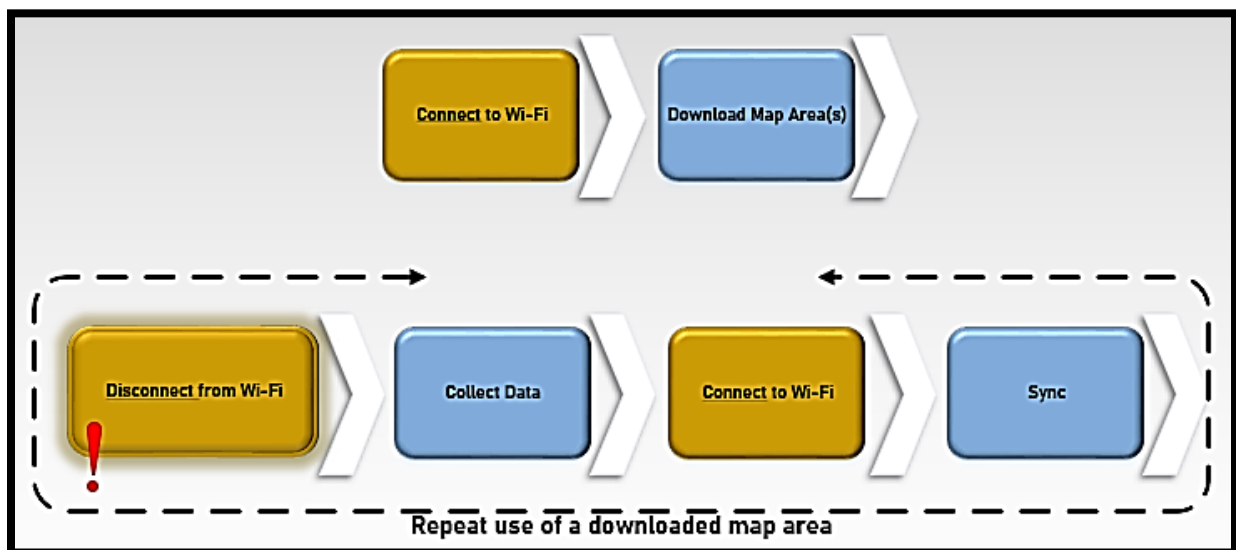 Connect to Wi-Fi
Download Map Area(s)
Disconnect from Wi-Fi
!
Collect Data
Connect to Wi-Fi
Sync
Repeat use of a downloaded map area